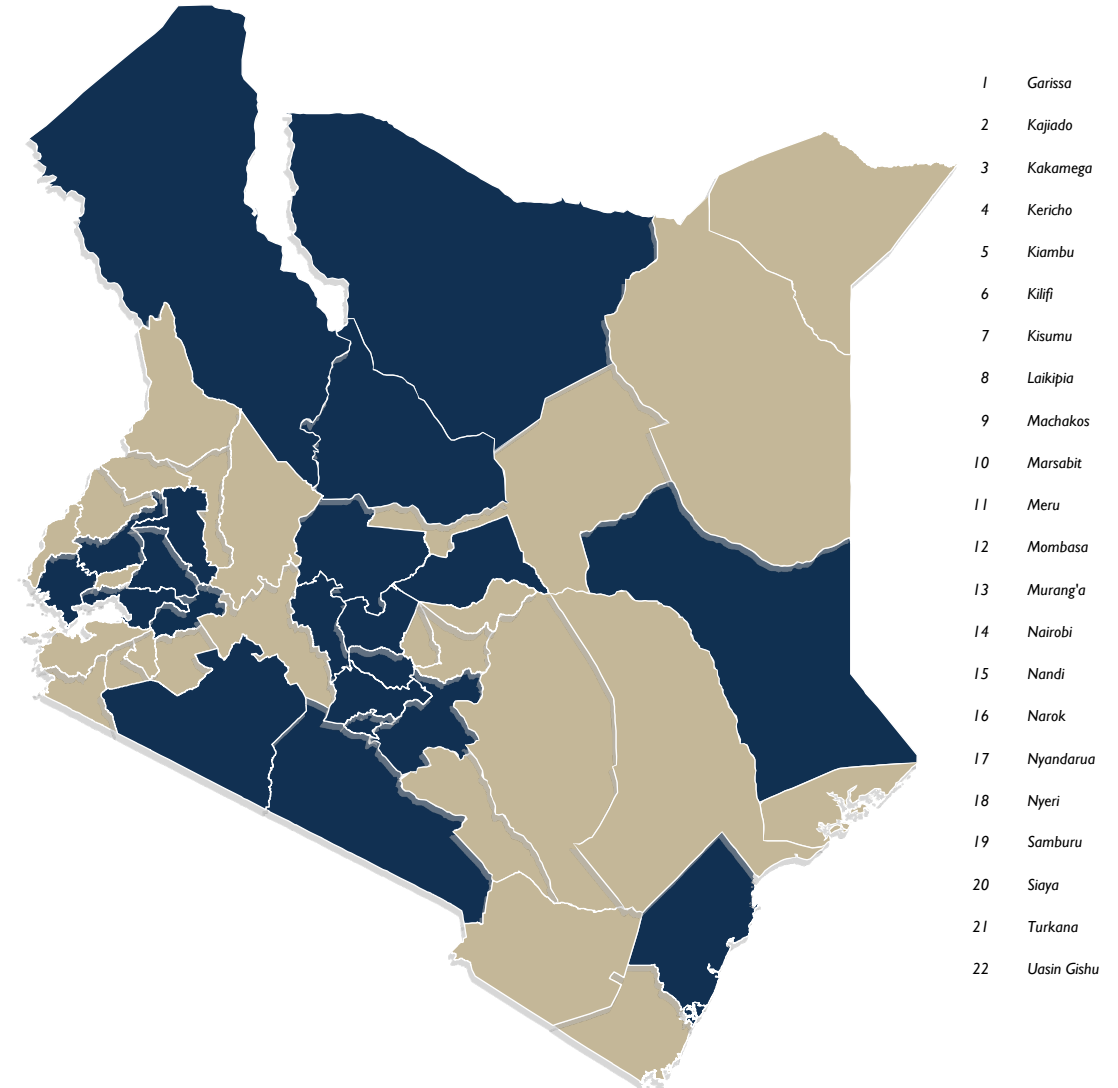 1 Garissa
2 Kajiado
3 Kakamega
4 Kericho
5 Kiambu
6 Kilifi
7 Kisumu
8 Laikipia
9 Machakos
10 Marsabit
11 Meru
12 Mombasa
13 Murang'a
14 Nairobi
15 Nandi
16 Narok
17 Nyandarua
18 Nyeri
19 Samburu
20 Siaya
21 Turkana
22 Uasin Gishu